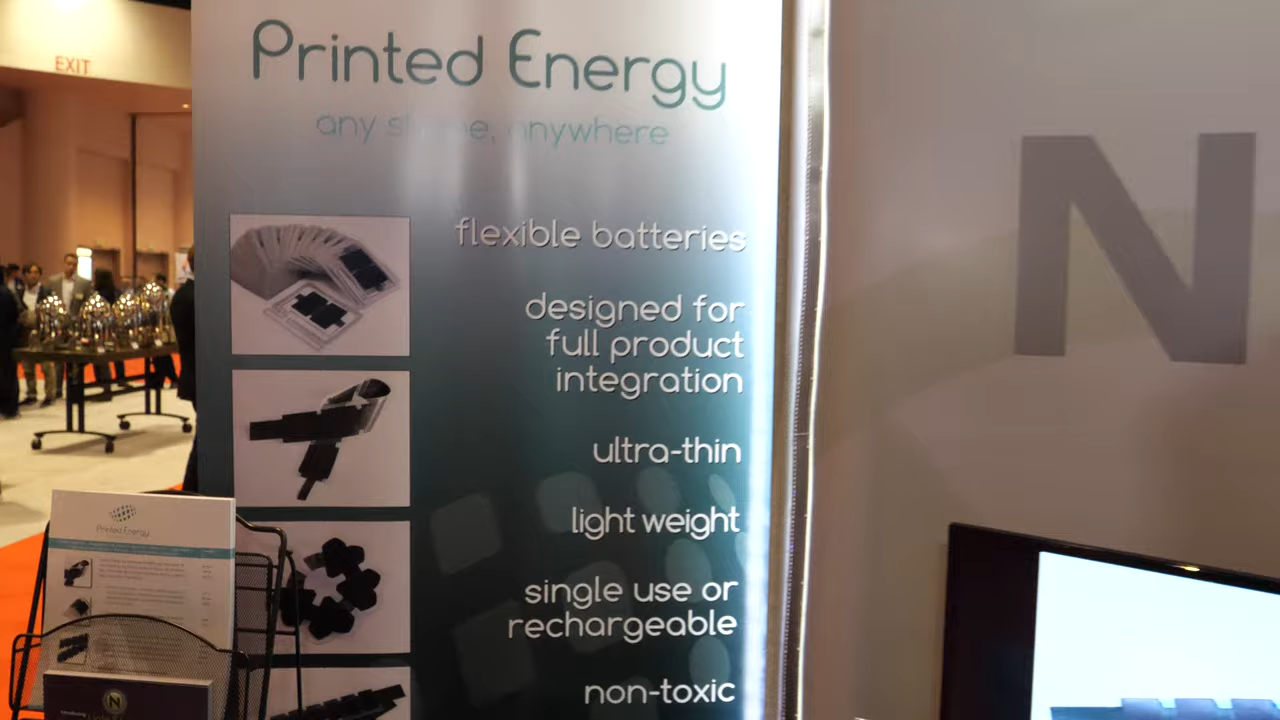 EXIT
Printed Energy
any shape, anywhere
flexible batteries
designed for
full product
integration
ultra-thin
light weight
single use or
rechargeable
non-toxic
N
Printed Energy
N